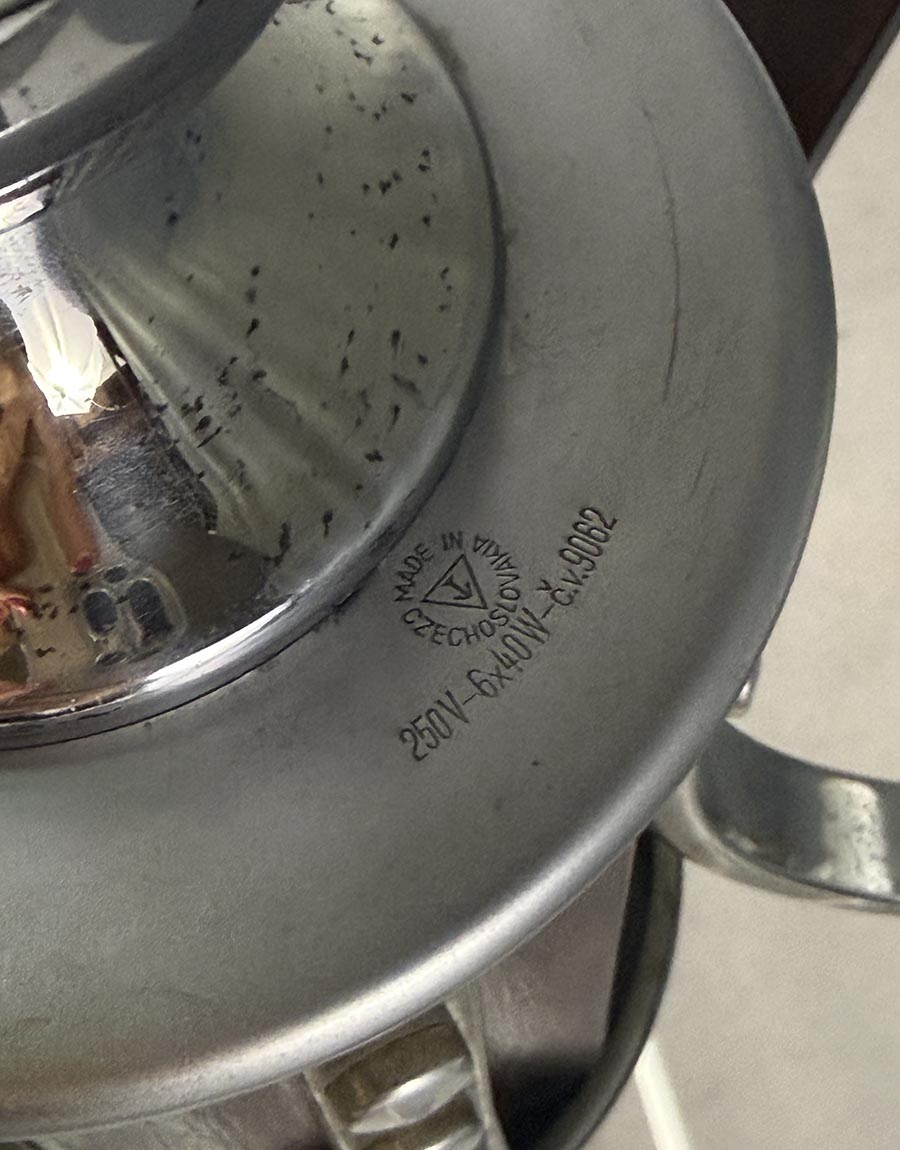 MADE IN CZECHOSLOVAKIA
250V-6x40W-č.v.9062